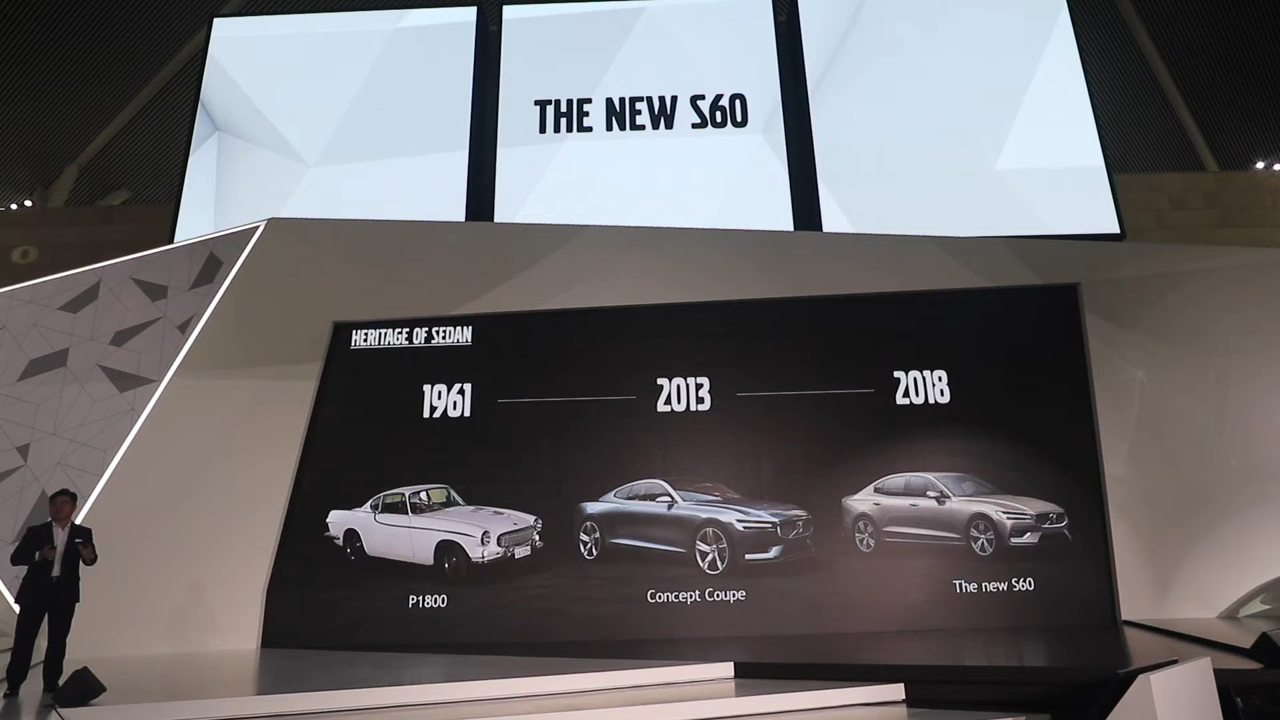 THE NEW S60
HERITAGE OF SEDAN
1961
2013
2018
P1800
Concept Coupe
The new S60